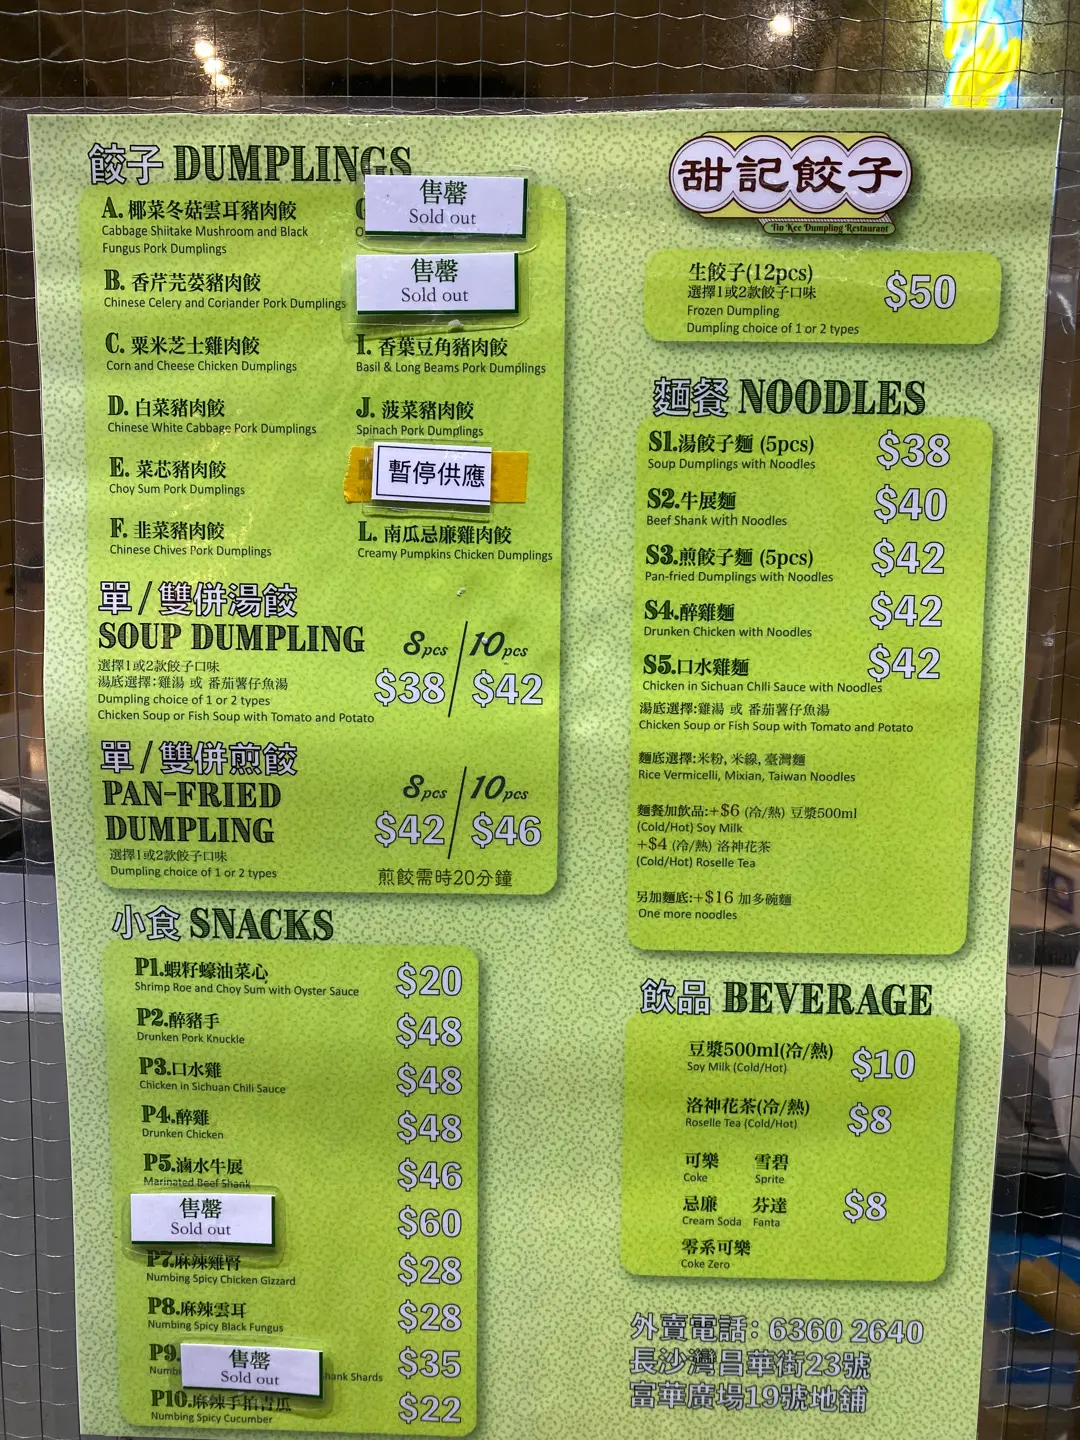 餃子 DUMPLINGS
A. 椰菜冬菇雲耳豬肉餃
Cabbage Shiitake Mushroom and Black
Fungus Pork Dumplings
B. 香芹芫荽豬肉餃
Chinese Celery and Coriander Pork Dumplings
C. 粟米芝士雞肉餃
Corn and Cheese Chicken Dumplings
D. 白菜豬肉餃
Chinese White Cabbage Pork Dumplings
E. 菜芯豬肉餃
Choy Sum Pork Dumplings
F. 韭菜豬肉餃
Chinese Chives Pork Dumplings
售罄
Sold out
售罄
Sold out
I. 香葉豆角豬肉餃
Basil & Long Beams Pork Dumplings
J. 菠菜豬肉餃
Spinach Pork Dumplings
暫停供應
L. 南瓜忌廉雞肉餃
Creamy Pumpkins Chicken Dumplings
單/雙併湯餃
SOUP DUMPLING 8pcs / 10pcs
選擇1或2款餃子口味
湯底選擇:雞湯 或 番茄薯仔魚湯
$38 / $42
Dumpling choice of 1 or 2 types
Chicken Soup or Fish Soup with Tomato and Potato
單/雙併煎餃
PAN-FRIED
DUMPLING
8pcs / 10pcs
$42 / $46
選擇1或2款餃子口味
Dumpling choice of 1 or 2 types
煎餃需時20分鐘
小食 SNACKS
P1.蝦籽蠔油菜心 $20
Shrimp Roe and Choy Sum with Oyster Sauce
P2.醉豬手 $48
Drunken Pork Knuckle
P3.口水雞 $48
Chicken in Sichuan Chili Sauce
P4.醉雞 $48
Drunken Chicken
P5.滷水牛展 $46
Marinated Beef Shank
售罄
Sold out
$60
P7.麻辣雞腎 $28
Numbing Spicy Chicken Gizzard
P8.麻辣雲耳 $28
Numbing Spicy Black Fungus
P9. $35
售罄
Sold out
Shards
P10.麻辣手拍青瓜 $22
Numbing Spicy Cucumber
甜記餃子
Tin Kee Dumpling Restaurant
生餃子(12pcs) $50
選擇1或2款餃子口味
Frozen Dumpling
Dumpling choice of 1 or 2 types
麵餐 NOODLES
S1.湯餃子麵 (5pcs) $38
Soup Dumplings with Noodles
S2.牛展麵 $40
Beef Shank with Noodles
S3.煎餃子麵 (5pcs) $42
Pan-fried Dumplings with Noodles
S4.醉雞麵 $42
Drunken Chicken with Noodles
S5.口水雞麵 $42
Chicken in Sichuan Chlli Sauce with Noodles
湯底選擇:雞湯 或 番茄薯仔魚湯
Chicken Soup or Fish Soup with Tomato and Potato
麵底選擇:米粉, 米線, 臺灣麵
Rice Vermicelli, Mixian, Taiwan Noodles
麵餐加飲品:+$6 (冷/熱) 豆漿500ml
(Cold/Hot) Soy Milk
+$4 (冷/熱) 洛神花茶
(Cold/Hot) Roselle Tea
另加麵底:+$16 加多碗麵
One more noodles
飲品 BEVERAGE
豆漿500ml(冷/熱) $10
Soy Milk (Cold/Hot)
洛神花茶(冷/熱) $8
Roselle Tea (Cold/Hot)
可樂 雪碧
Coke Sprite
忌廉 芬達 $8
Cream Soda Fanta
零系可樂
Coke Zero
外賣電話: 6360 2640
長沙灣昌華街23號
富華廣場19號地舖